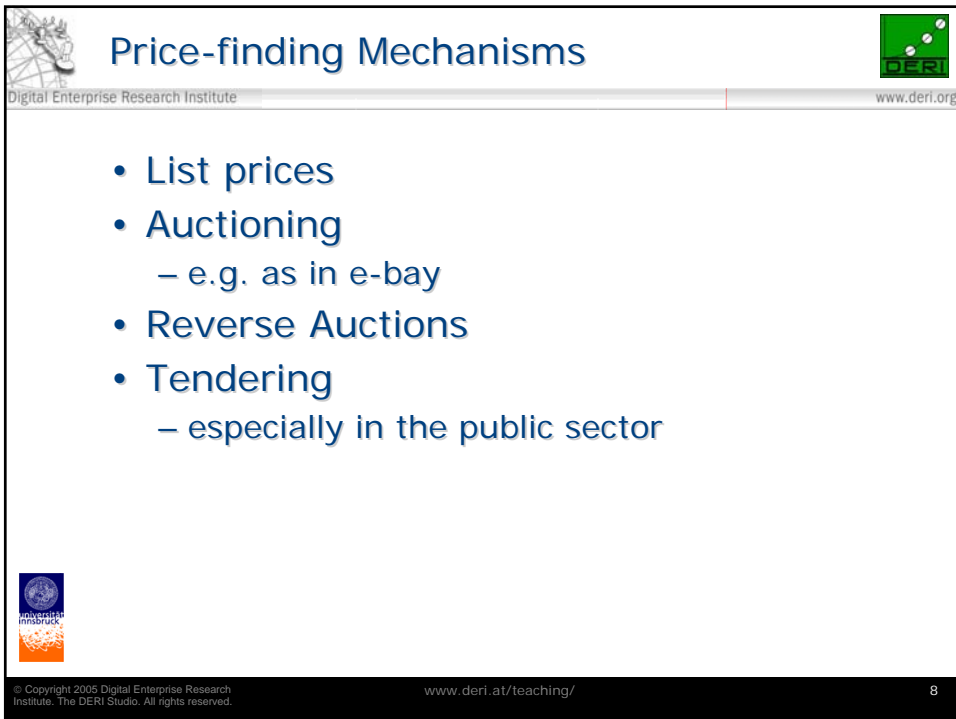 Price-finding Mechanisms
DERI
Digital Enterprise Research Institute
www.deri.org
• List prices
• Auctioning
– e.g. as in e-bay
• Reverse Auctions
• Tendering
– especially in the public sector
universität
innsbruck
© Copyright 2005 Digital Enterprise Research
Institute. The DERI Studio. All rights reserved.
www.deri.at/teaching/
8